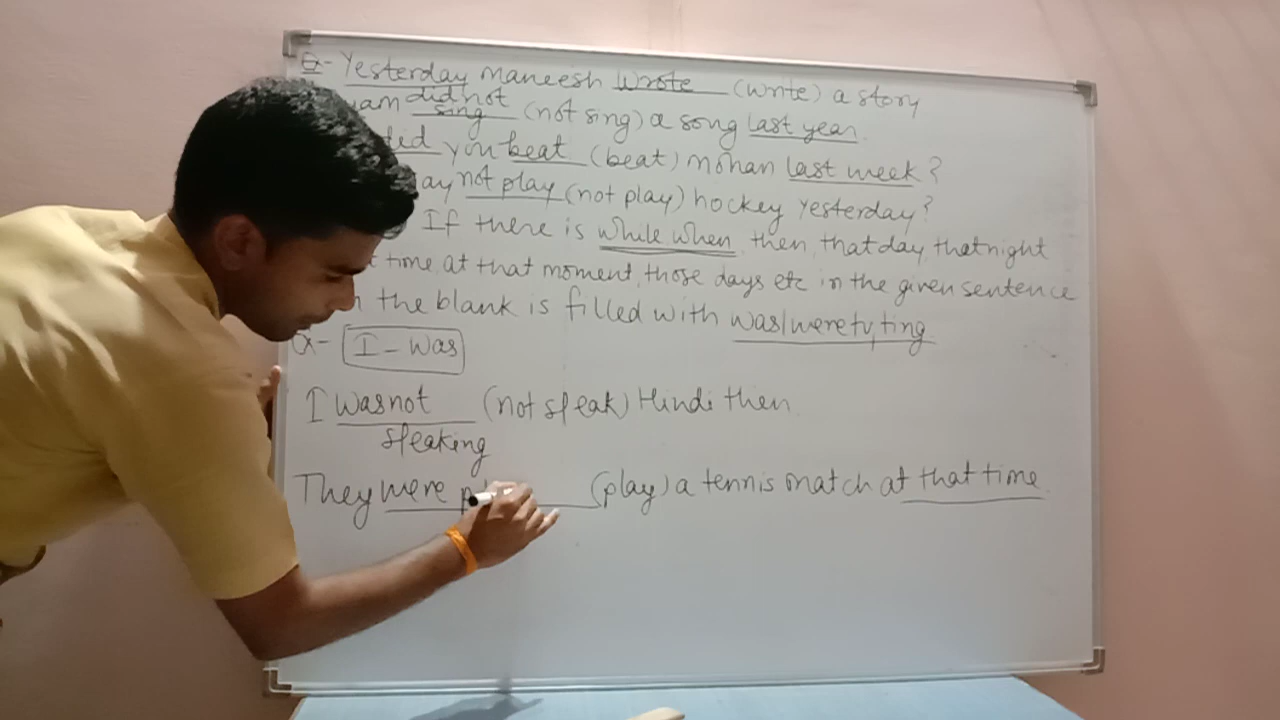 Q- Yesterday Maneesh Wrote (write) a story
did not sing (not sing) a song last year
did you beat (beat) Mohan last week?
not play (not play) hockey yesterday?
If there is while when then, that day, that night
time, at that moment, those days etc in the given sentence
the blank is filled with was/were +v1 +ing
I - Was
I was not speaking (not speak) Hindi then
They were (play) a tennis match at that time